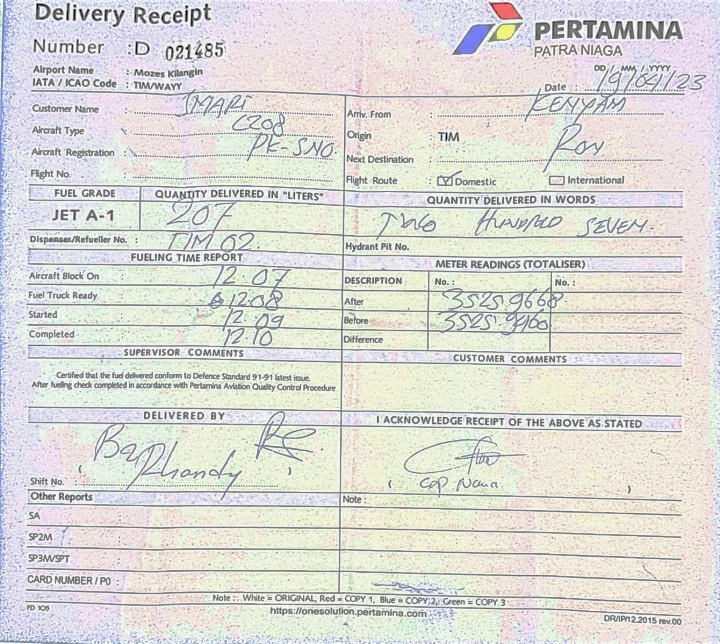 Delivery Receipt
PERTAMINA
PATRA NIAGA
Number : D 021485
Airport Name : Mozes Kilangin
IATA / ICAO Code : TIM/WAYY
DD / MM / YYYY
Date : 19/04/23
Customer Name :
Arriv. From : KENYAM
Aircraft Type : C208
Origin : TIM
Aircraft Registration : PK-SNO
Next Destination :
Flight No. :
Flight Route : Domestic International
FUEL GRADE QUANTITY DELIVERED IN "LITERS" QUANTITY DELIVERED IN WORDS
JET A-1 207 TWO HUNDRED SEVEN.
Dispenser/Refueller No. : TIM 02. Hydrant Pit No.
FUELING TIME REPORT METER READINGS (TOTALISER)
Aircraft Block On : 12.07
DESCRIPTION No. : No. :
Fuel Truck Ready : 12.08
After 3525.9668
Started : 12.09
Before
Completed : 12.10
Difference
SUPERVISOR COMMENTS CUSTOMER COMMENTS
Certified that the fuel delivered conform to Defence Standard 91-91 latest issue.
After fueling check completed in accordance with Pertamina Aviation Quality Control Procedure
DELIVERED BY I ACKNOWLEDGE RECEIPT OF THE ABOVE AS STATED
Rhandy
Shift No. ( ) ( )
Other Reports Note :
SA :
SP2M :
SP3M/SPT :
CARD NUMBER / PO :
Note : White = ORIGINAL, Red = COPY 1, Blue = COPY 2, Green = COPY 3
FD 105 https://onesolution.pertamina.com DR/IP/12.2015 rev.00